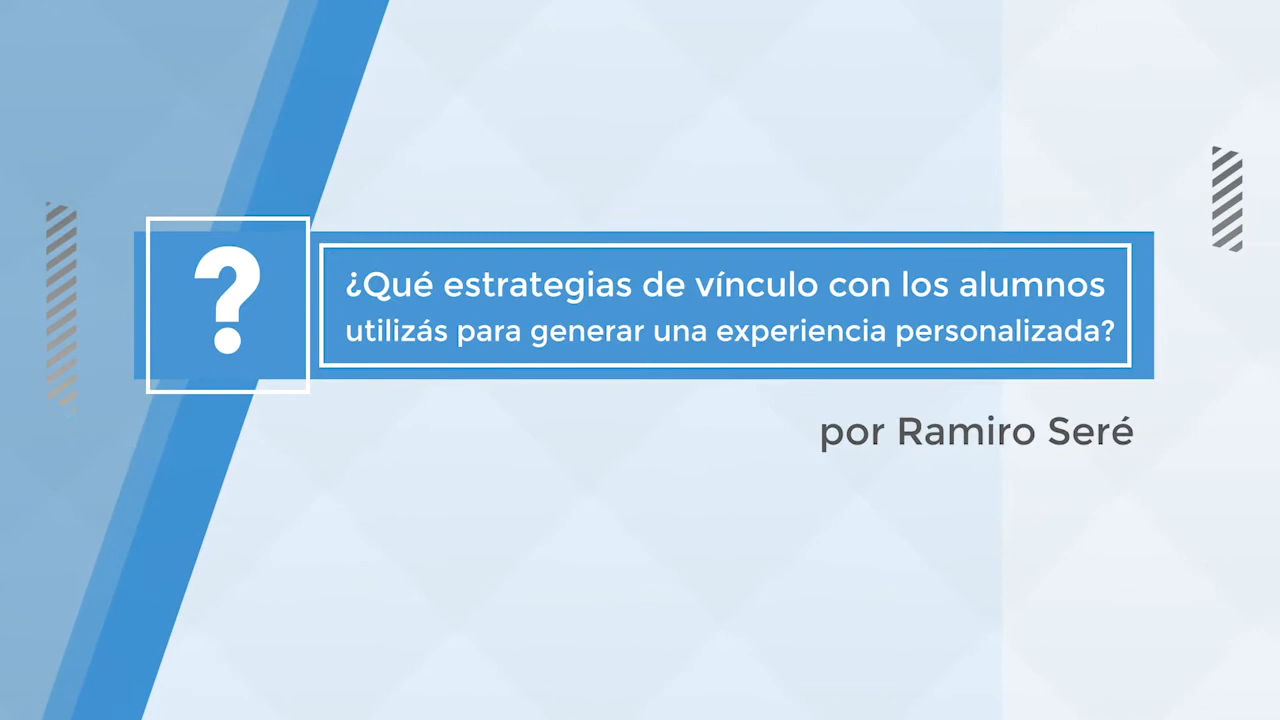 ?
¿Qué estrategias de vínculo con los alumnos
utilizás para generar una experiencia personalizada?
por Ramiro Seré